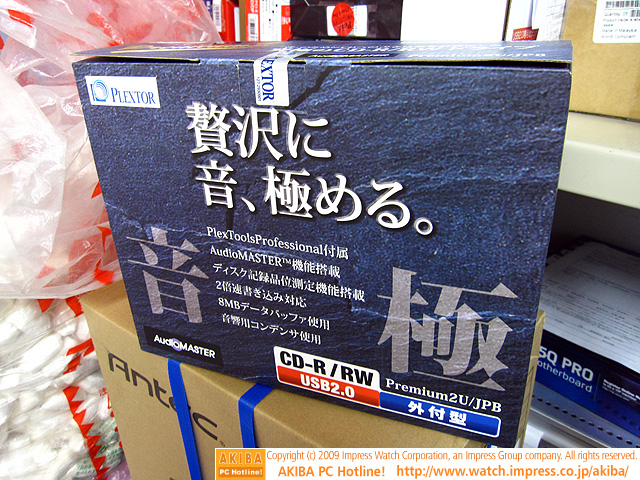 PLEXTOR
贅沢に
音、極める。
PlexToolsProfessional付属
AudioMASTER™機能搭載
ディスク記録品位測定機能搭載
2倍速書き込み対応
8MBデータバッファ使用
音響用コンデンサ使用
音
極
AUDIOMASTER
CD-R/RW
USB2.0
Premium2U/JPB
外付型
Antec
SQ PRO
Motherboard
AKIBA
PC Hotline!
Copyright (c) 2009 Impress Watch Corporation, an Impress Group company. All rights reserved.
AKIBA PC Hotline! http://www.watch.impress.co.jp/akiba/